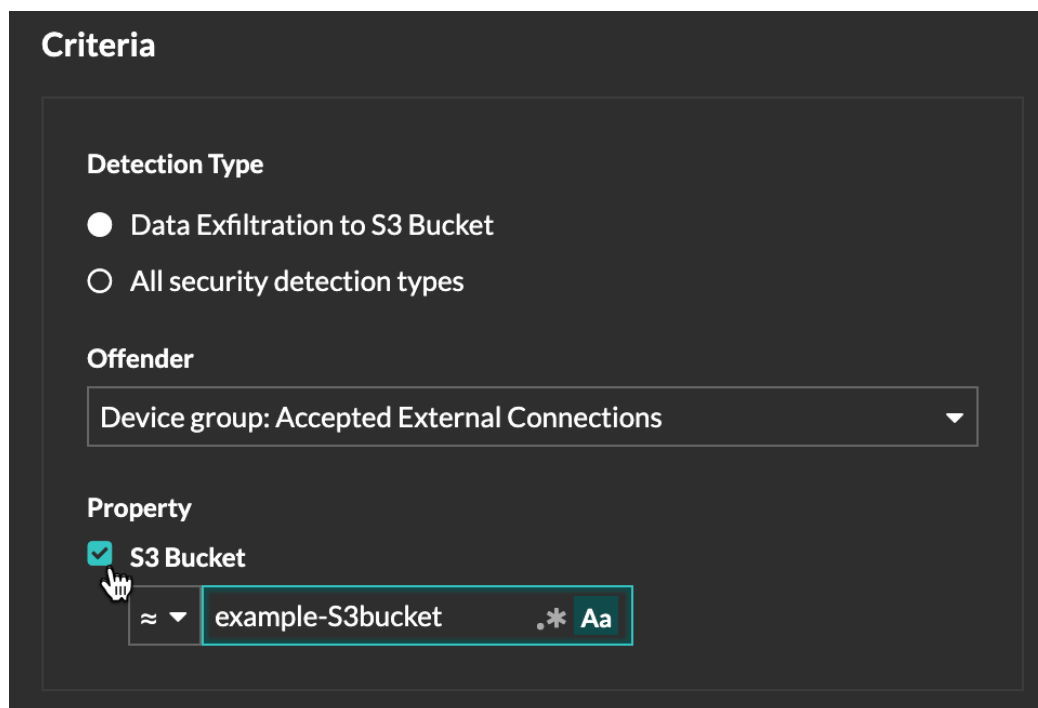 Criteria
Detection Type
Data Exfiltration to S3 Bucket
All security detection types
Offender
Device group: Accepted External Connections
Property
S3 Bucket
≈ example-S3bucket .* Aa